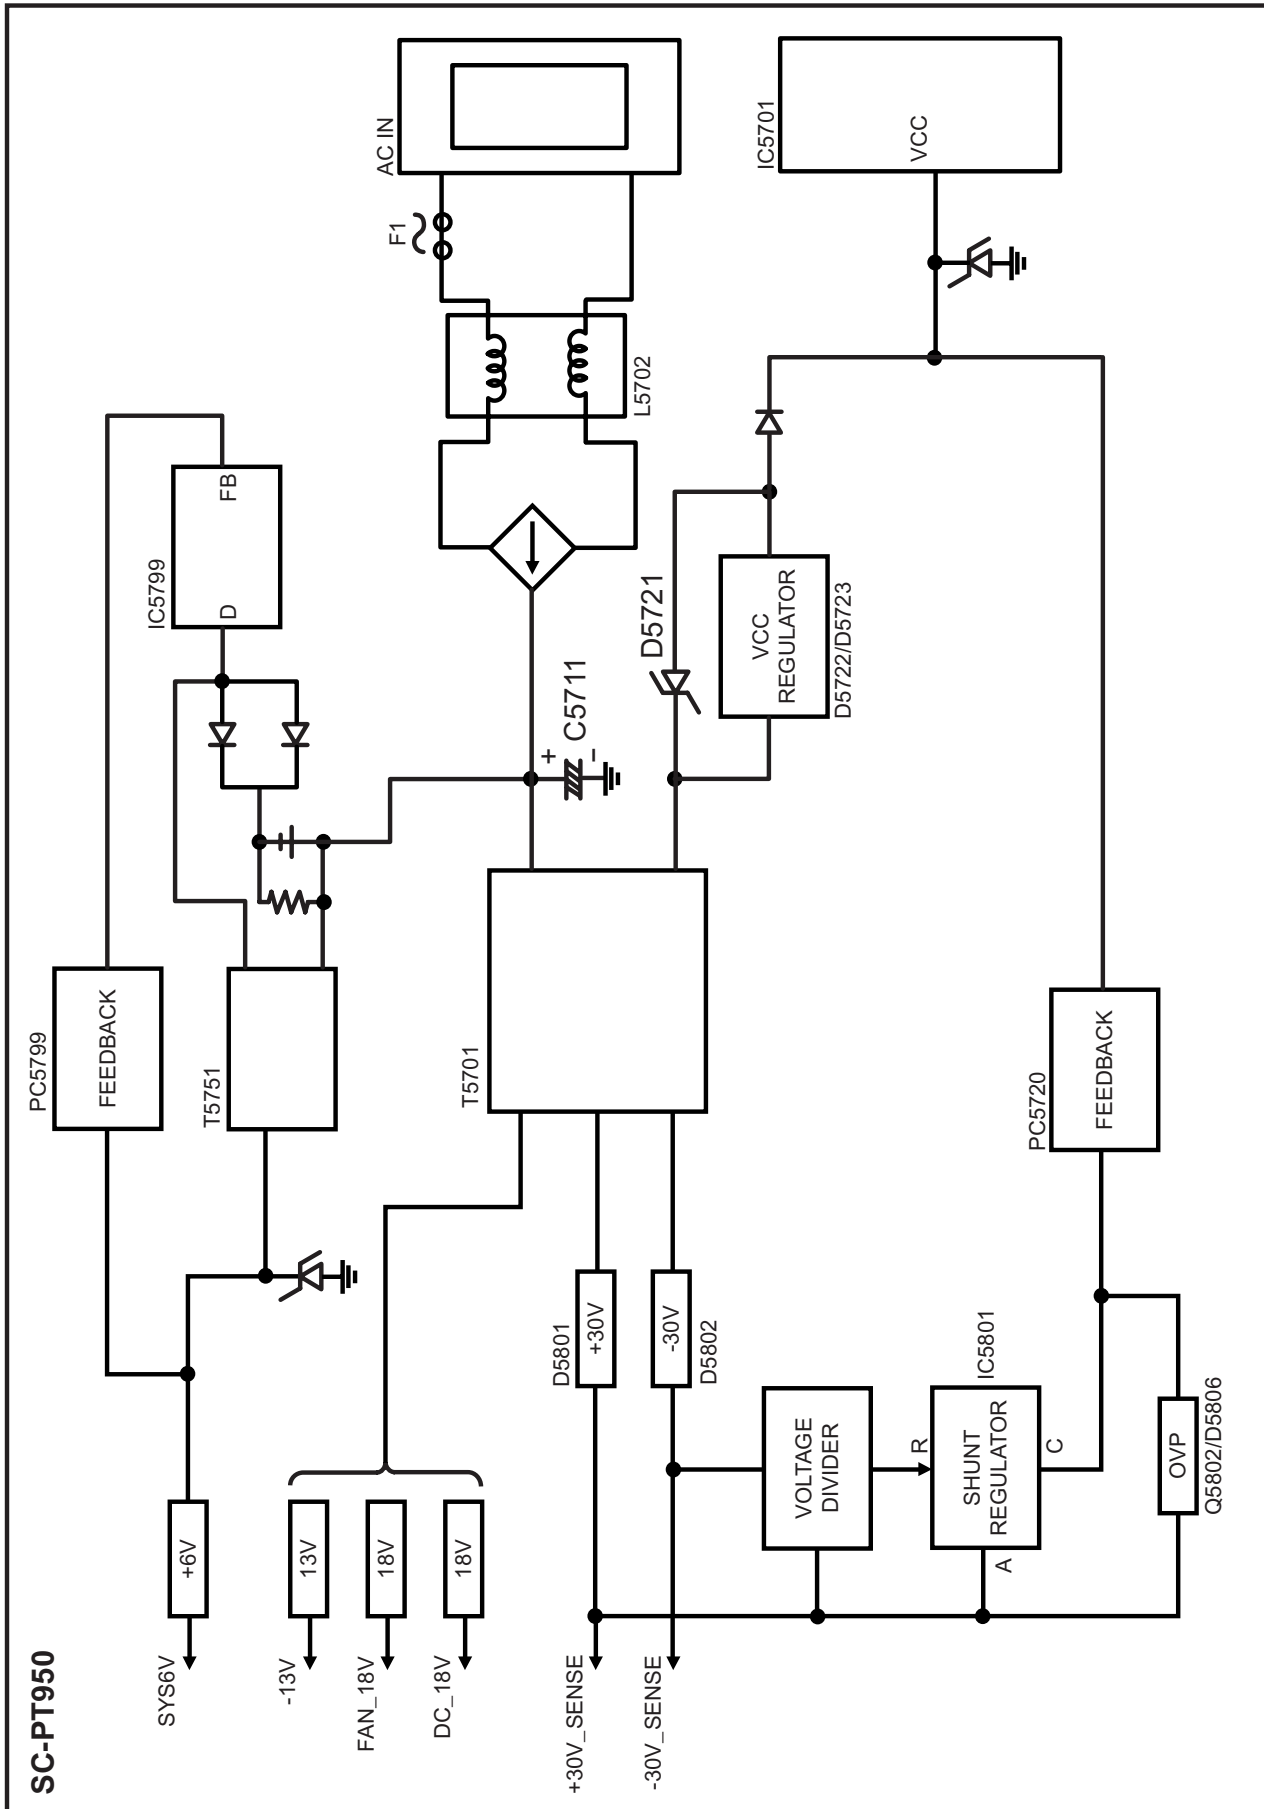 SC-PT950
SYS6V
+6V
-13V
13V
FAN_18V
18V
DC_18V
18V
+30V_SENSE
-30V_SENSE
PC5799
FEEDBACK
T5751
IC5799
D
FB
AC IN
F1
L5702
+
C5711
-
T5701
D5801
+30V
-30V
D5802
D5721
VCC
REGULATOR
D5722/D5723
IC5701
VCC
PC5720
FEEDBACK
VOLTAGE
DIVIDER
R
IC5801
SHUNT
REGULATOR
A
C
OVP
Q5802/D5806